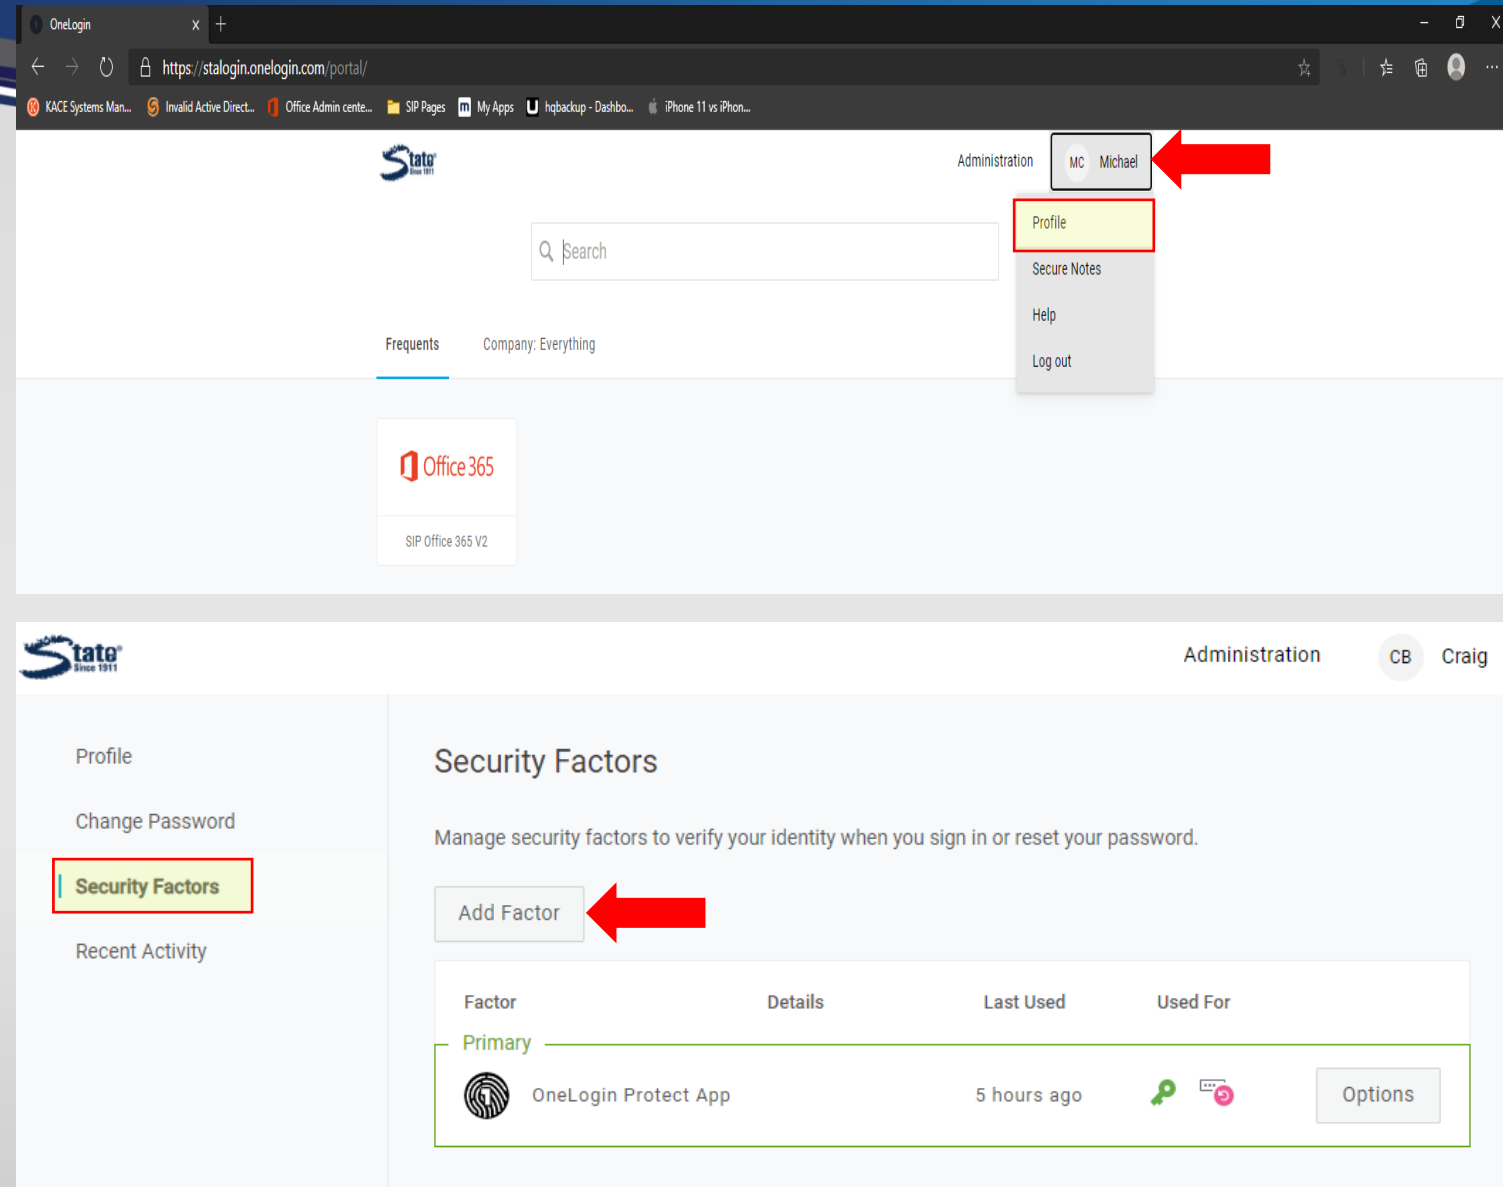 OneLogin
https://stalogin.onelogin.com/portal/
KACE Systems Man... Invalid Active Direct... Office Admin cente... SIP Pages My Apps hqbackup - Dashbo... iPhone 11 vs iPhon...
State®
Since 1911
Administration MC Michael
Profile
Search
Secure Notes
Help
Frequents Company: Everything
Log out
Office 365
SIP Office 365 V2
State®
Since 1911
Administration CB Craig
Profile
Change Password
Security Factors
Recent Activity
Security Factors
Manage security factors to verify your identity when you sign in or reset your password.
Add Factor
Factor Details Last Used Used For
Primary
OneLogin Protect App 5 hours ago Options